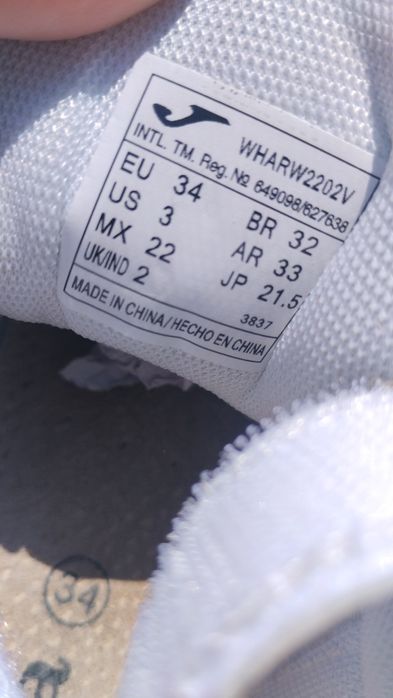 WHARW2202V
INTL. TM. Reg. № 649096/627638
EU 34 BR 32
US 3 AR 33
MX 22 JP 21.5
UK/IND 2 3837
MADE IN CHINA/HECHO EN CHINA
34